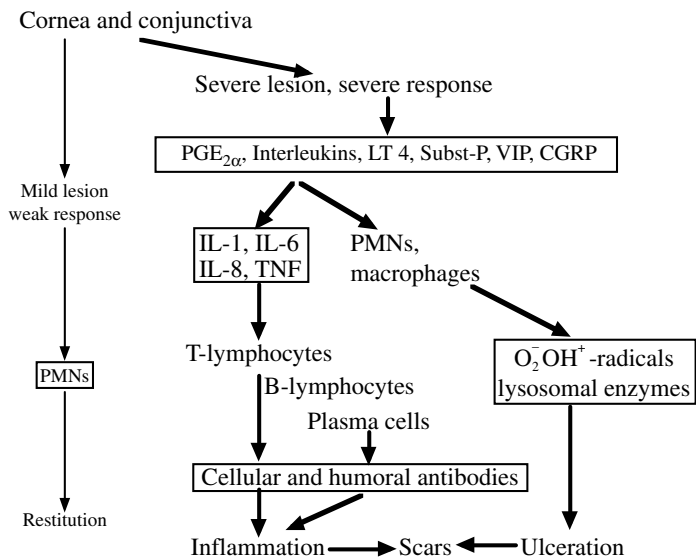 Cornea and conjunctiva
Severe lesion, severe response
PGE2α, Interleukins, LT 4, Subst-P, VIP, CGRP
Mild lesion
weak response
IL-1, IL-6
IL-8, TNF
PMNs,
macrophages
T-lymphocytes
O2⁻OH⁺-radicals
lysosomal enzymes
PMNs
B-lymphocytes
Plasma cells
Cellular and humoral antibodies
Restitution
Inflammation
Scars
Ulceration